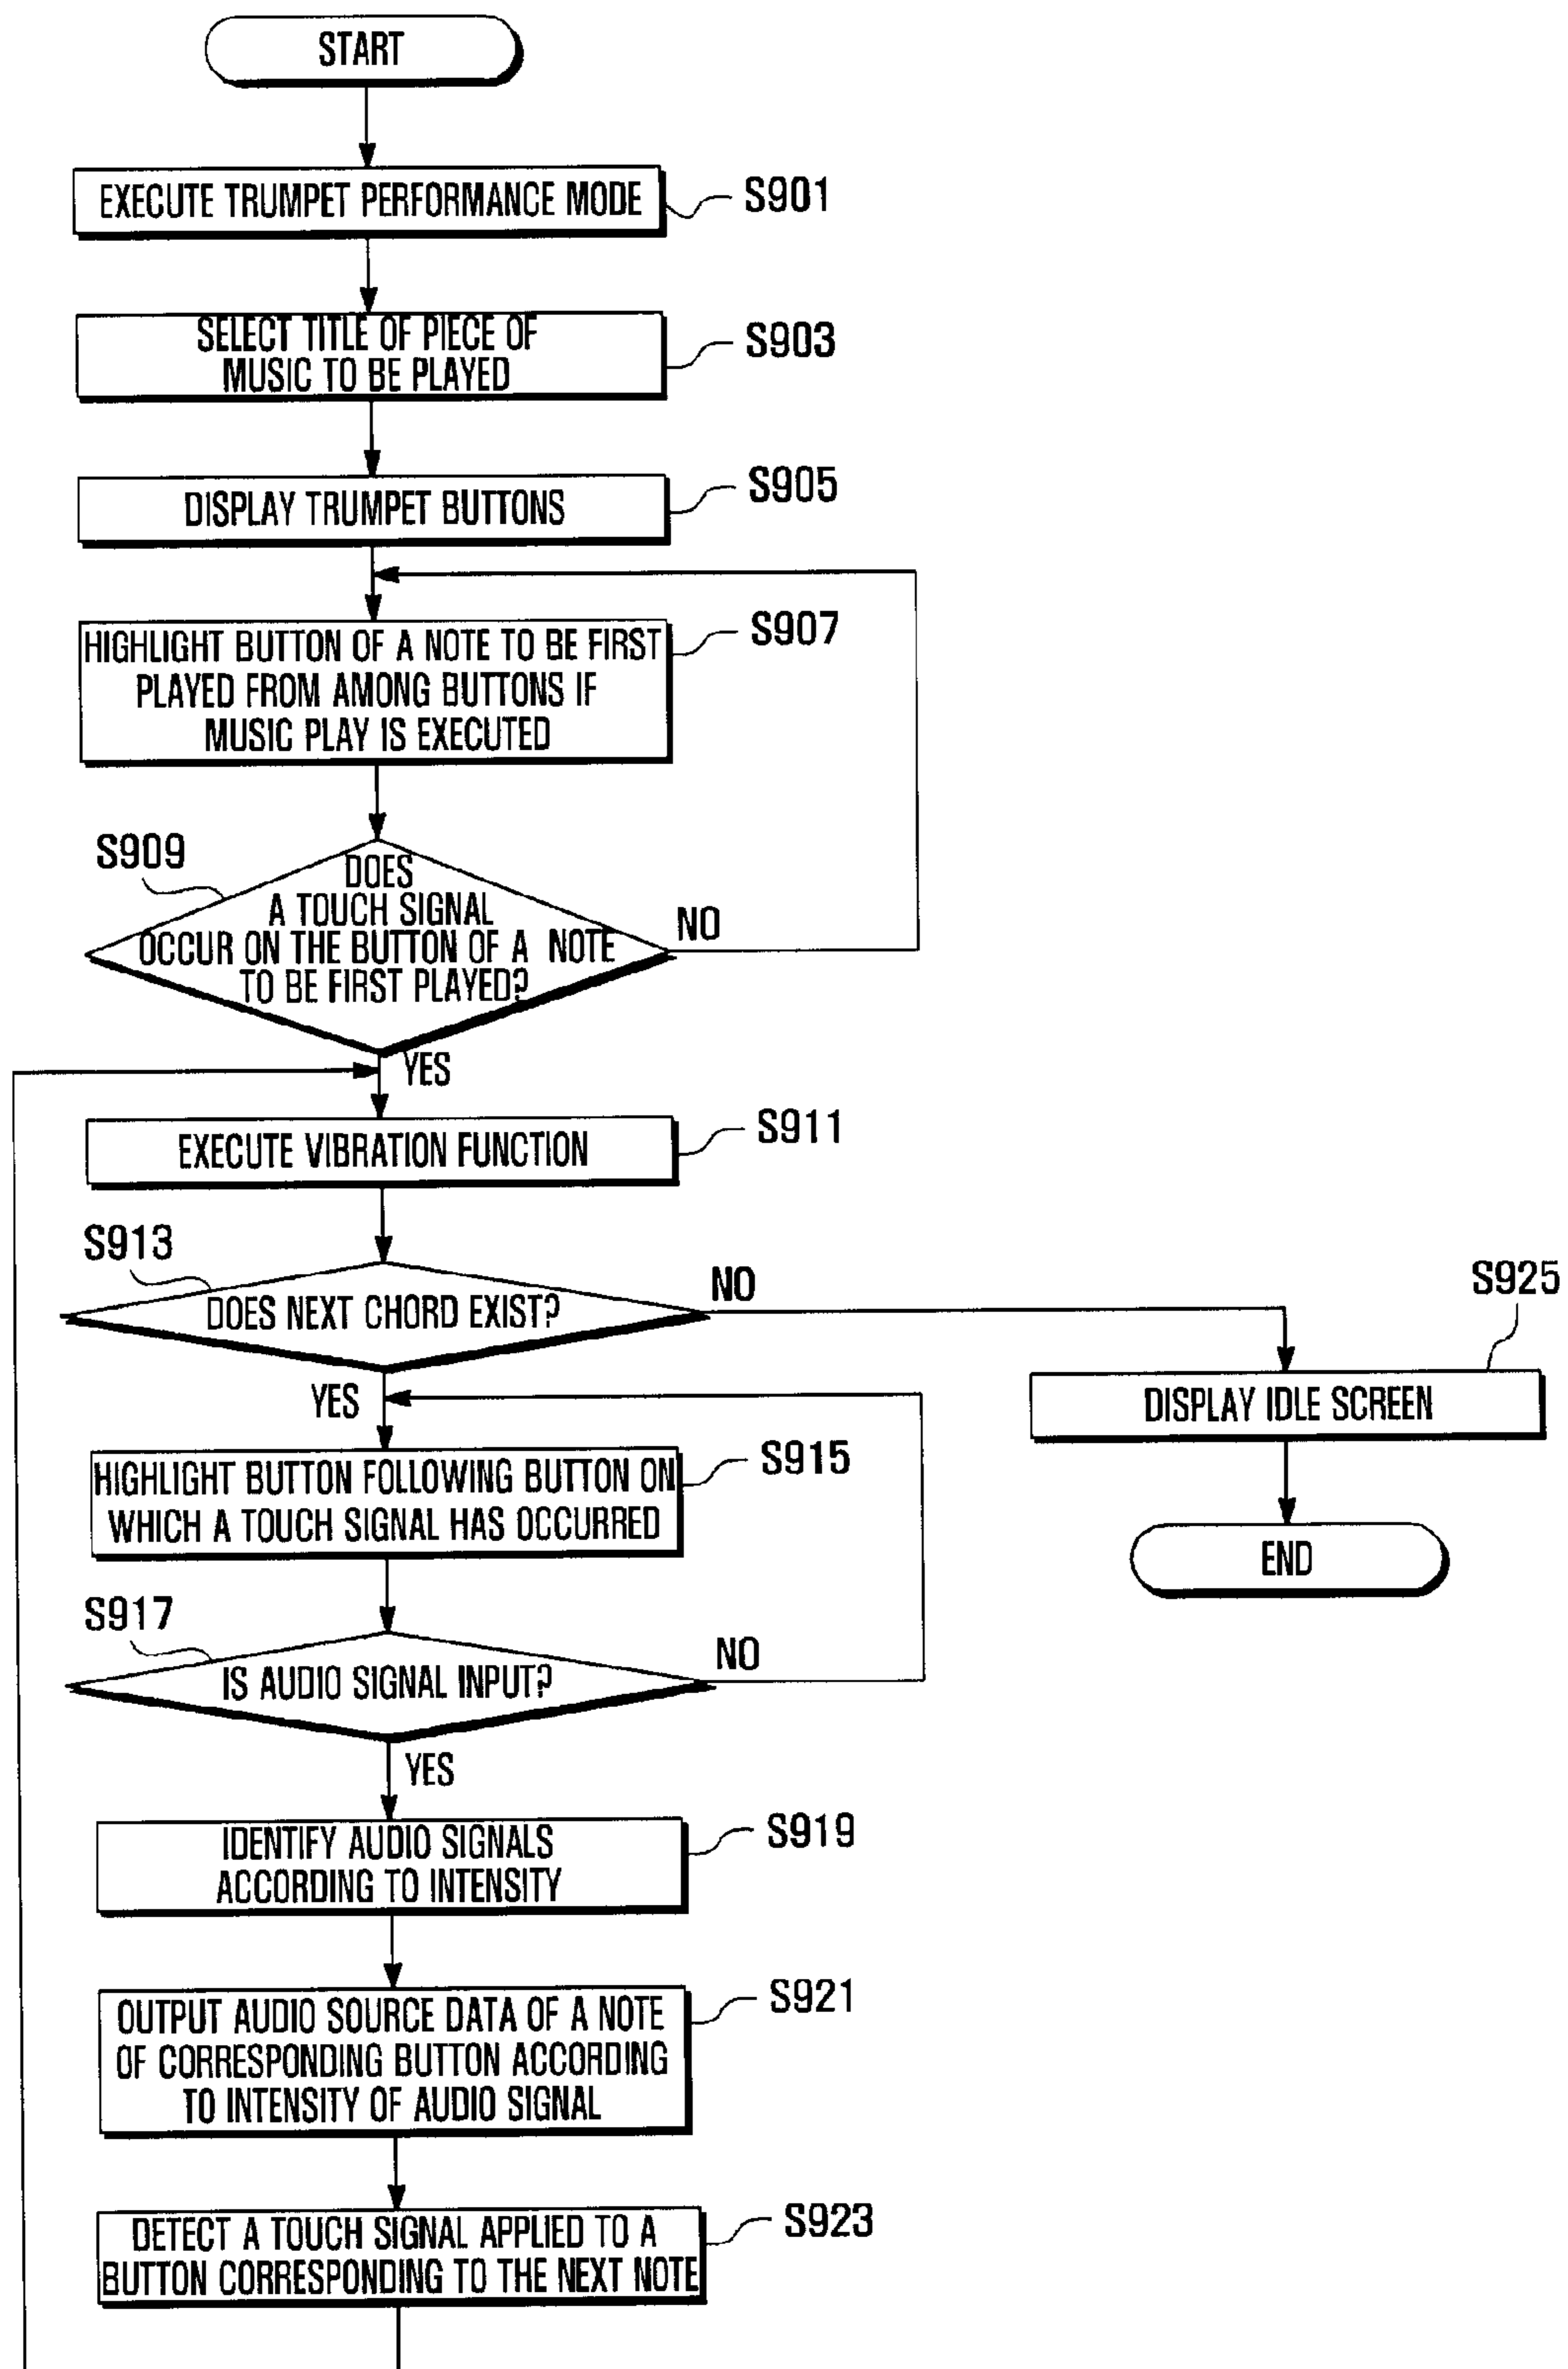 START
EXECUTE TRUMPET PERFORMANCE MODE
S901
SELECT TITLE OF PIECE OF
MUSIC TO BE PLAYED
S903
DISPLAY TRUMPET BUTTONS
S905
HIGHLIGHT BUTTON OF A NOTE TO BE FIRST
PLAYED FROM AMONG BUTTONS IF
MUSIC PLAY IS EXECUTED
S907
S909
DOES
A TOUCH SIGNAL
OCCUR ON THE BUTTON OF A NOTE
TO BE FIRST PLAYED?
NO
YES
EXECUTE VIBRATION FUNCTION
S911
S913
DOES NEXT CHORD EXIST?
NO
YES
S925
DISPLAY IDLE SCREEN
END
HIGHLIGHT BUTTON FOLLOWING BUTTON ON
WHICH A TOUCH SIGNAL HAS OCCURRED
S915
S917
IS AUDIO SIGNAL INPUT?
NO
YES
IDENTIFY AUDIO SIGNALS
ACCORDING TO INTENSITY
S919
OUTPUT AUDIO SOURCE DATA OF A NOTE
OF CORRESPONDING BUTTON ACCORDING
TO INTENSITY OF AUDIO SIGNAL
S921
DETECT A TOUCH SIGNAL APPLIED TO A
BUTTON CORRESPONDING TO THE NEXT NOTE
S923